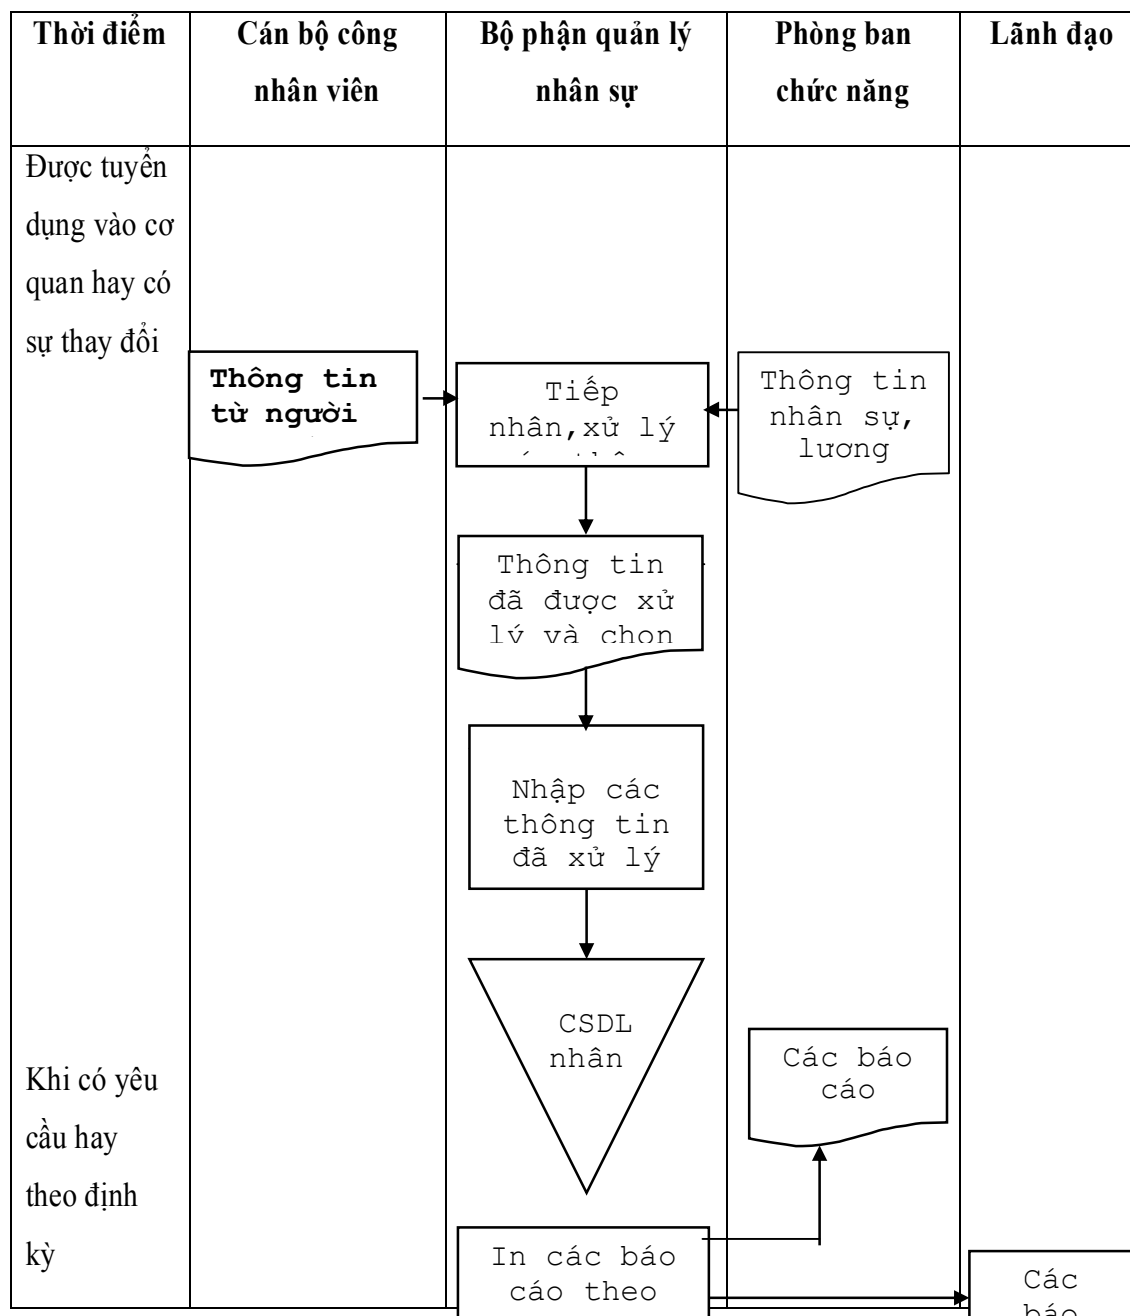 Thời điểm
Cán bộ công
nhân viên
Bộ phận quản lý
nhân sự
Phòng ban
chức năng
Lãnh đạo
Được tuyển
dụng vào cơ
quan hay có
sự thay đổi
Thông tin
từ người
Tiếp
nhân,xử lý
Thông tin
nhân sự,
lương
Thông tin
đã được xử
lý và chọn
Nhập các
thông tin
đã xử lý
CSDL
nhân
Các báo
cáo
Khi có yêu
cầu hay
theo định
kỳ
In các báo
cáo theo
Các
báo